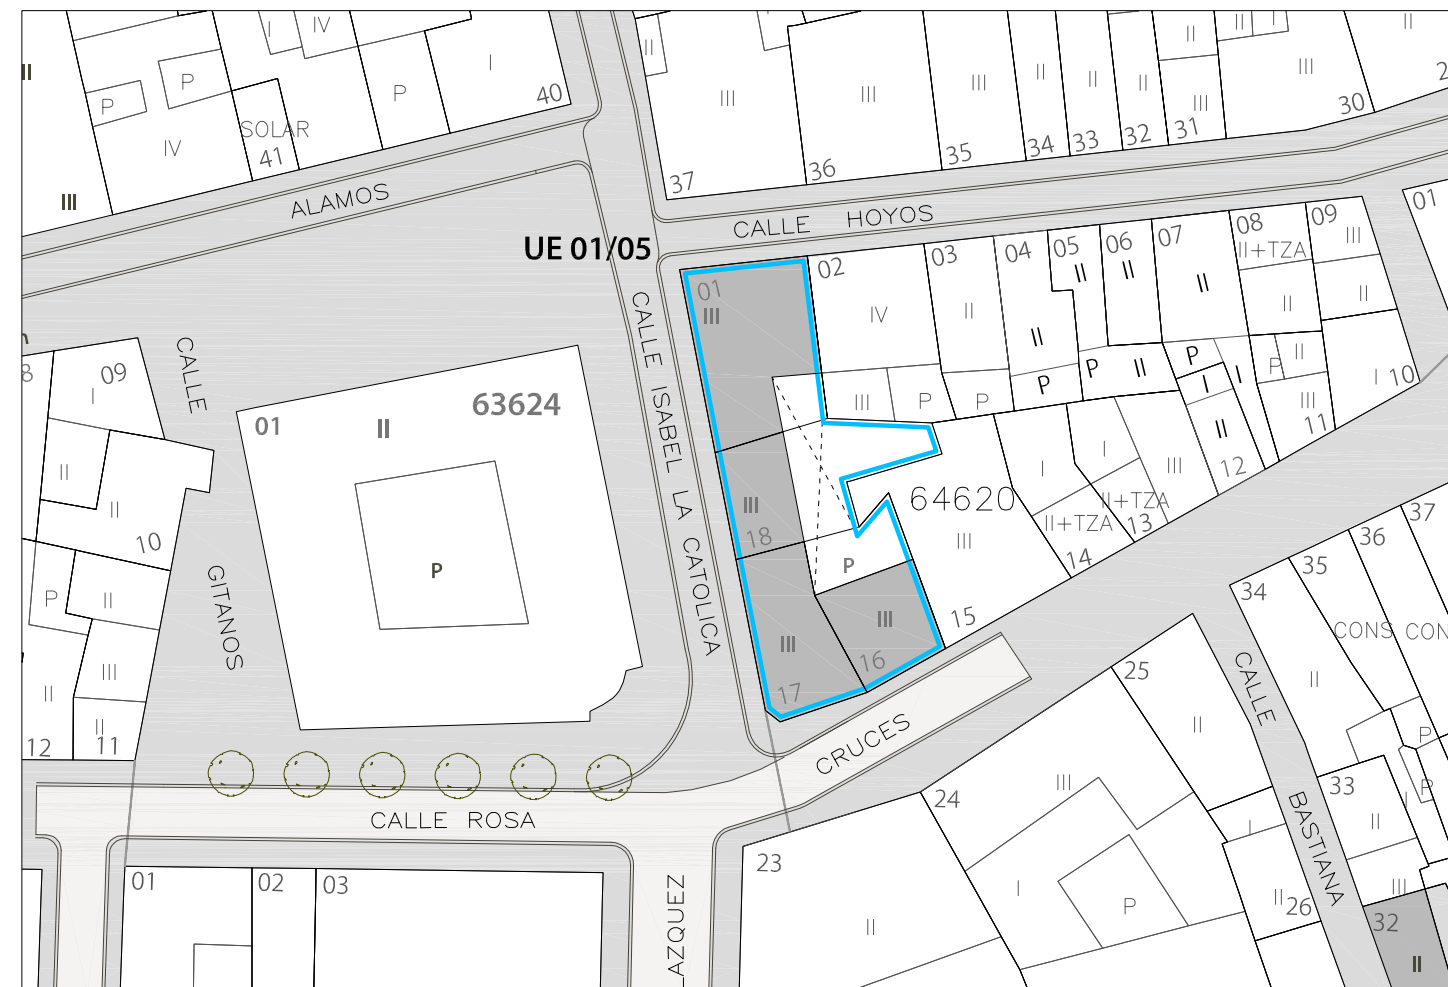 IV
I
P
P
P
I
IV
SOLAR
41
40
II
III
ALAMOS
UE 01/05
II
III
III
III
II
II
II
II
II
I
III
III
II
37
36
35
34
33
32
31
30
CALLE HOYOS
01
02
03
04
05
06
07
08
09
01
II+TZA
III
III
IV
II
II
II
II
II
II
II
III
P
P
P
P
II
P
I
I
P
II
III
II
I
10
11
12
CALLE
GITANOS
8
09
I
II
II
10
P
II
III
II
II
12
11
01
II
63624
P
CALLE ISABEL LA CATOLICA
III
18
P
III
17
III
16
64620
III
15
I
I
III
II+TZA
II+TZA
13
14
CRUCES
CALLE ROSA
01
02
03
AZQUEZ
23
24
25
II
III
II
I
P
II
26
I
CALLE
BASTIANA
34
35
36
37
CONS
CON
II
P
P
I
33
II
III
32
II